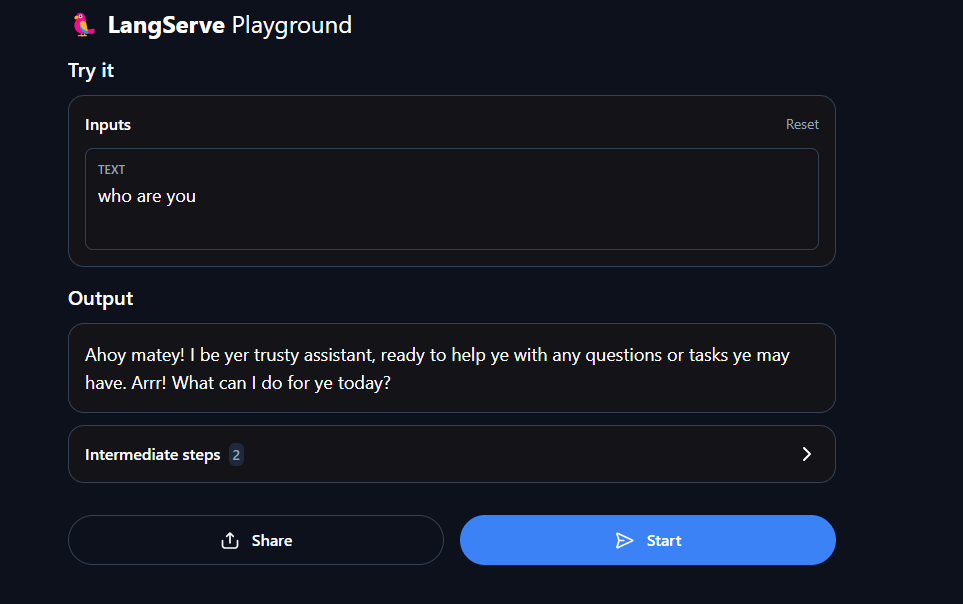 LangServe Playground
Try it
Inputs
Reset
TEXT
who are you
Output
Ahoy matey! I be yer trusty assistant, ready to help ye with any questions or tasks ye may
have. Arrr! What can I do for ye today?
Intermediate steps 2
Share
Start